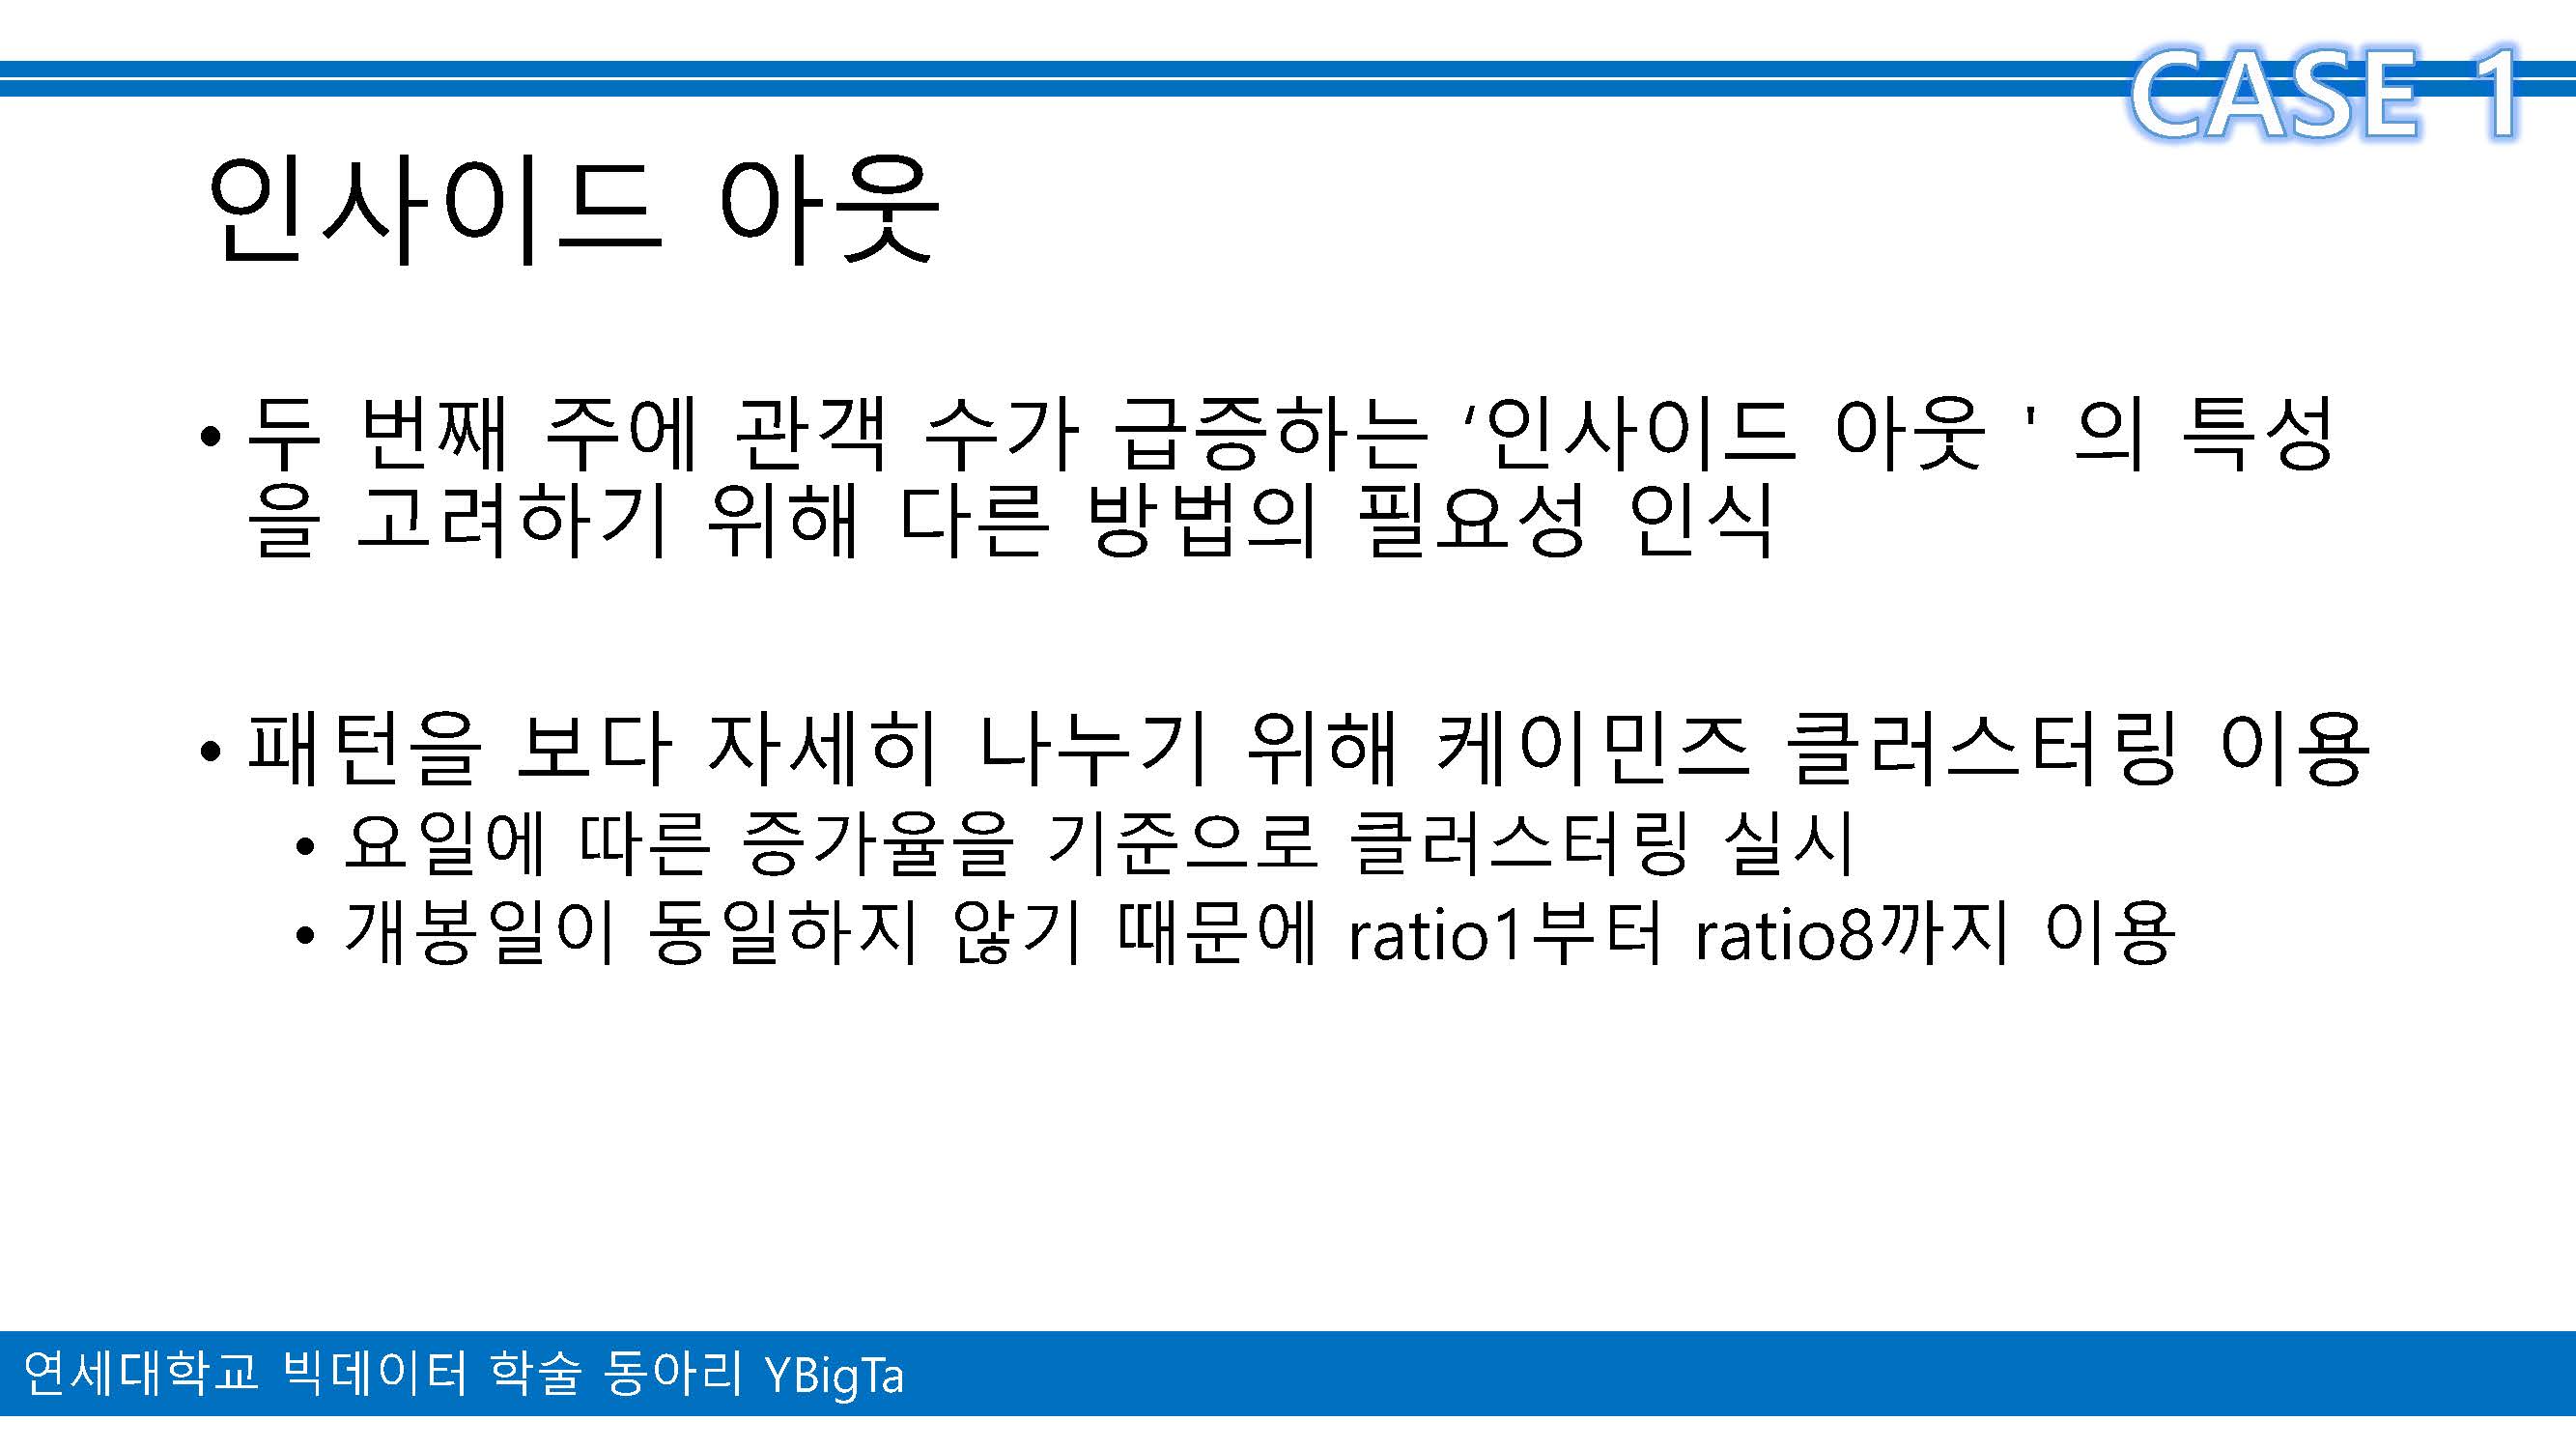 CASE 1
인사이드 아웃
• 두 번째 주에 관객 수가 급증하는 ‘인사이드 아웃 ' 의 특성
을 고려하기 위해 다른 방법의 필요성 인식
• 패턴을 보다 자세히 나누기 위해 케이민즈 클러스터링 이용
• 요일에 따른 증가율을 기준으로 클러스터링 실시
• 개봉일이 동일하지 않기 때문에 ratio1부터 ratio8까지 이용
연세대학교 빅데이터 학술 동아리 YBigTa